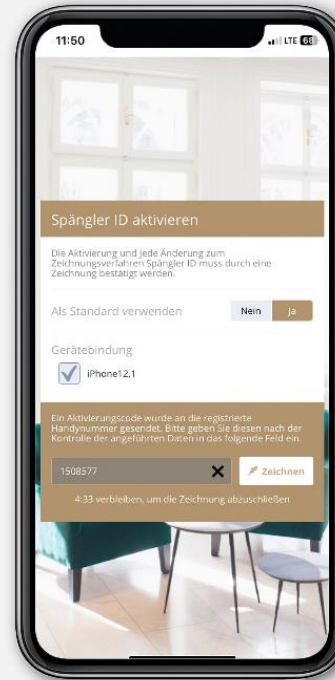 11:50
LTE 68
Spängler ID aktivieren
Die Aktivierung und jede Änderung zum
Zeichnungsverfahren Spängler ID muss durch eine
Zeichnung bestätigt werden.
Als Standard verwenden Nein Ja
Gerätebindung
iPhone12,1
Ein Aktivierungscode wurde an die registrierte
Handynummer gesendet. Bitte geben Sie diesen nach der
Kontrolle der angeführten Daten in das folgende Feld ein.
1508577 Zeichnen
4:33 verbleiben, um die Zeichnung abzuschließen